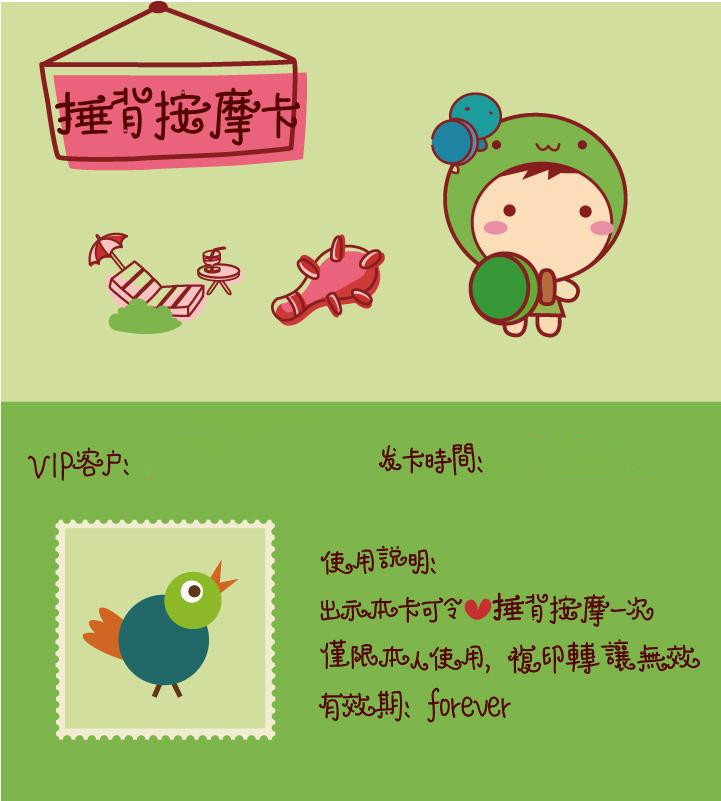 捶背按摩卡
VIP客户:
发卡時間:
使用説明:
出示本卡可令捶背按摩一次
僅限本人使用, 複印轉讓無效
有效期: forever